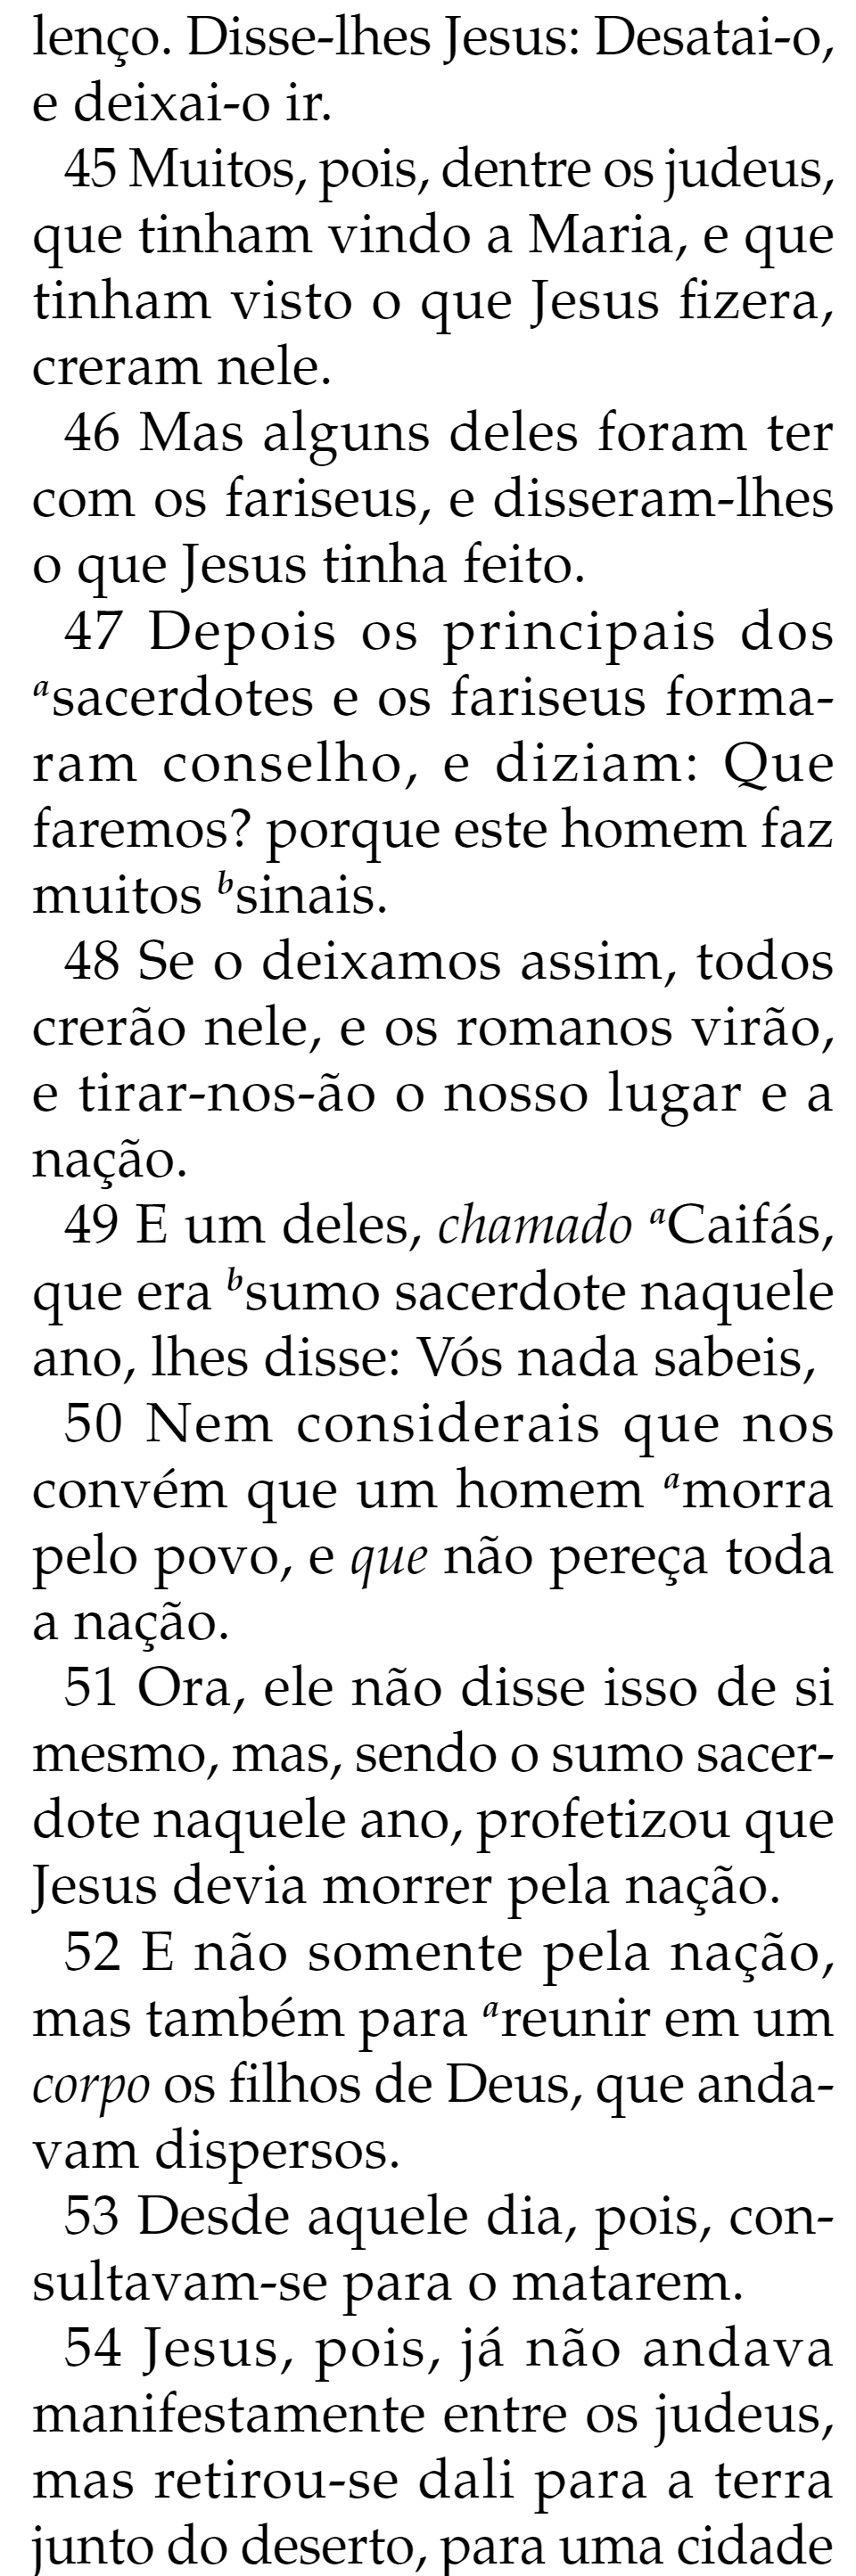 lenço. Disse-lhes Jesus: Desatai-o,
e deixai-o ir.
45 Muitos, pois, dentre os judeus,
que tinham vindo a Maria, e que
tinham visto o que Jesus fizera,
creram nele.
46 Mas alguns deles foram ter
com os fariseus, e disseram-lhes
o que Jesus tinha feito.
47 Depois os principais dos
ᵃsacerdotes e os fariseus forma-
ram conselho, e diziam: Que
faremos? porque este homem faz
muitos ᵇsinais.
48 Se o deixamos assim, todos
crerão nele, e os romanos virão,
e tirar-nos-ão o nosso lugar e a
nação.
49 E um deles, chamado ᵃCaifás,
que era ᵇsumo sacerdote naquele
ano, lhes disse: Vós nada sabeis,
50 Nem considerais que nos
convém que um homem ᵃmorra
pelo povo, e que não pereça toda
a nação.
51 Ora, ele não disse isso de si
mesmo, mas, sendo o sumo sacer-
dote naquele ano, profetizou que
Jesus devia morrer pela nação.
52 E não somente pela nação,
mas também para ᵃreunir em um
corpo os filhos de Deus, que anda-
vam dispersos.
53 Desde aquele dia, pois, con-
sultavam-se para o matarem.
54 Jesus, pois, já não andava
manifestamente entre os judeus,
mas retirou-se dali para a terra
junto do deserto, para uma cidade